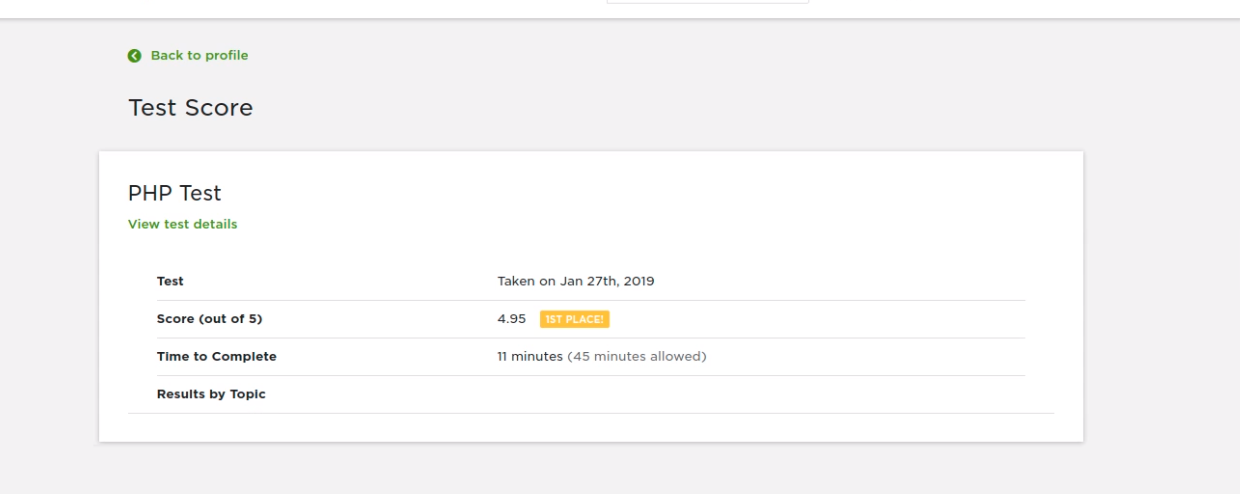 Back to profile
Test Score
PHP Test
View test details
Test Taken on Jan 27th, 2019
Score (out of 5) 4.95 1ST PLACE!
Time to Complete 11 minutes (45 minutes allowed)
Results by Topic